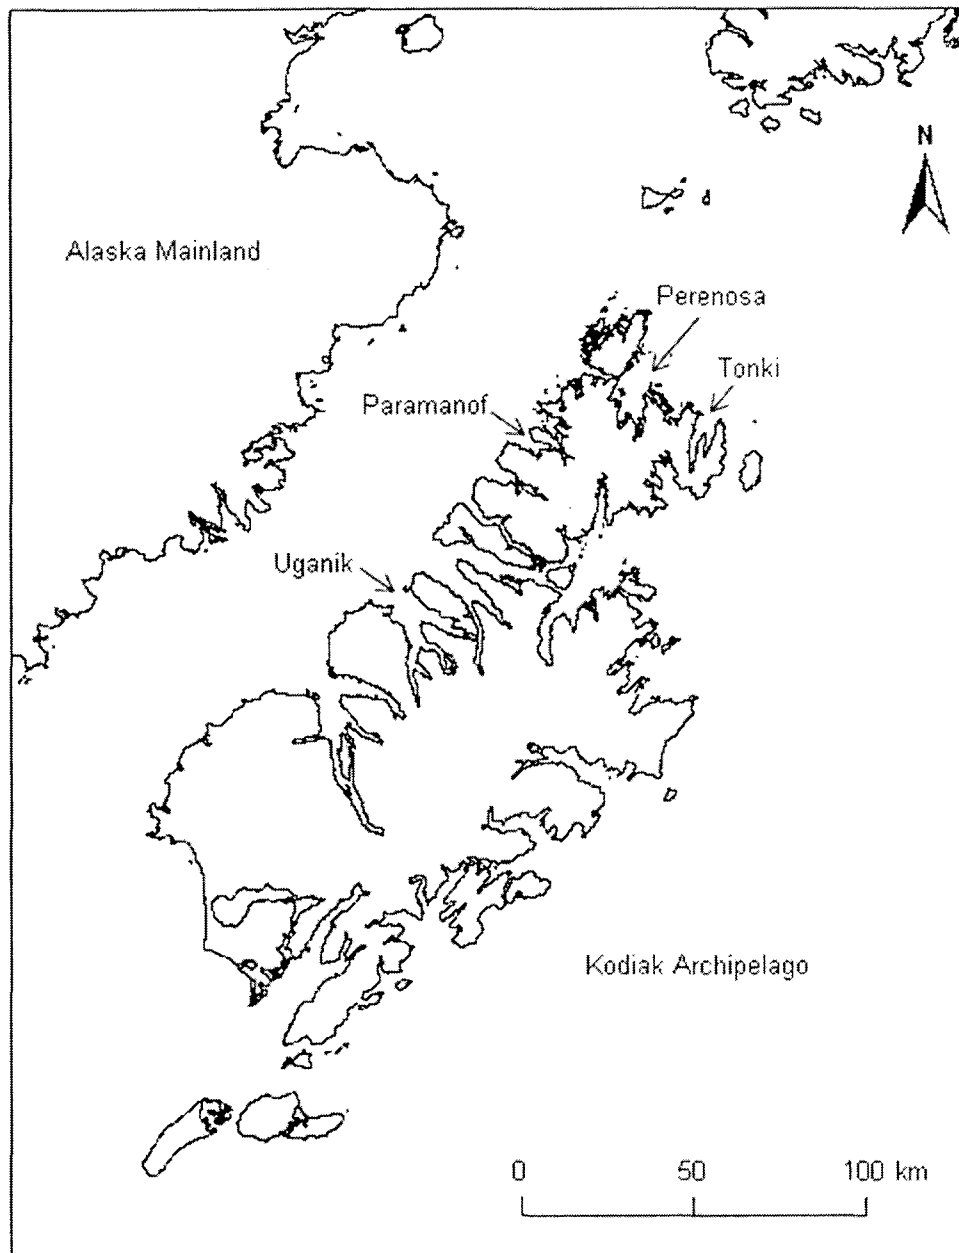 N
Alaska Mainland
Perenosa
Tonki
Paramanof
Uganik
Kodiak Archipelago
0 50 100 km